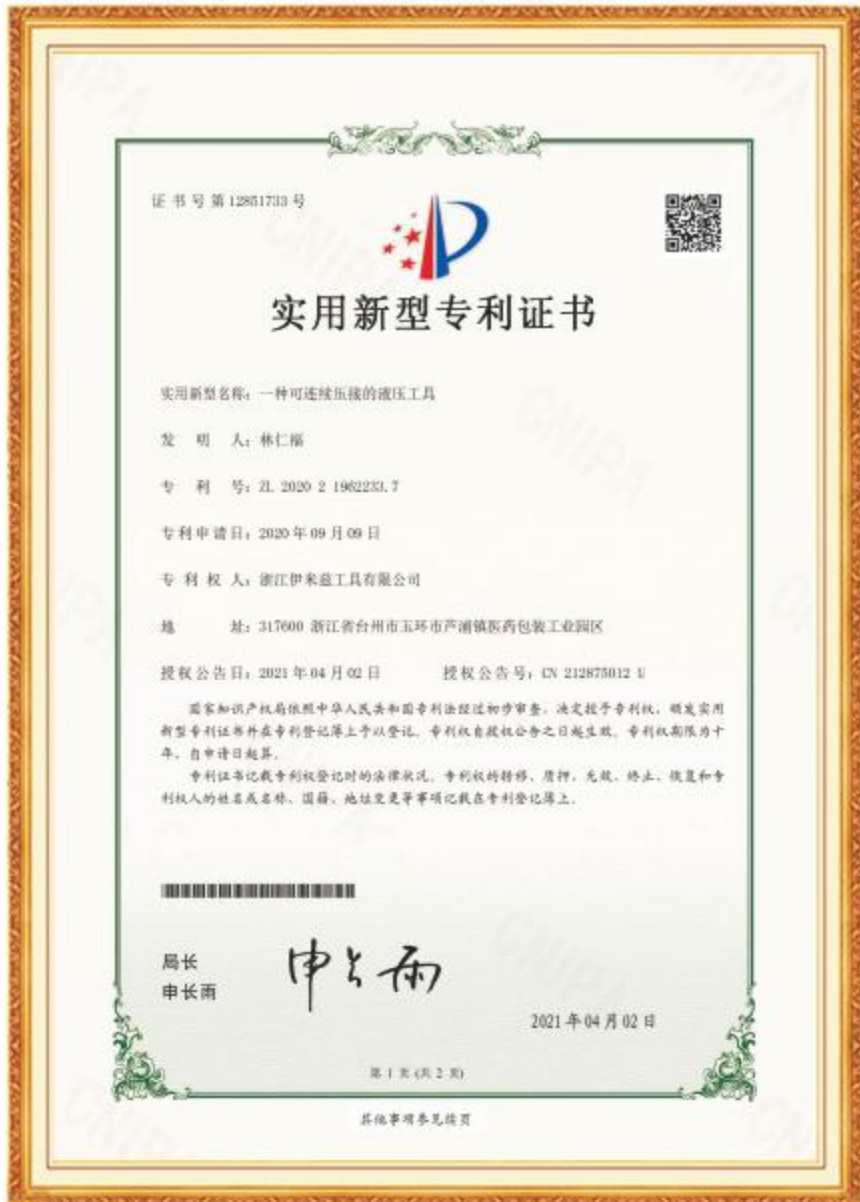 证书号第12851733号
实用新型专利证书
实用新型名称：一种可连续压接的液压工具
发明人：林仁福
专利号：ZL 2020 2 1962233.7
专利申请日：2020年09月09日
专利权人：浙江伊米兹工具有限公司
地址：317600 浙江省台州市玉环市芦浦镇医药包装工业园区
授权公告日：2021年04月02日 授权公告号：CN 212875012 U
国家知识产权局依照中华人民共和国专利法经过初步审查，决定授予专利权，颁发实用
新型专利证书并在专利登记簿上予以登记。专利权自授权公告之日起生效。专利权期限为十
年，自申请日起算。
专利证书记载专利权登记时的法律状况。专利权的转移、质押、无效、终止、恢复和专
利权人的姓名或名称、国籍、地址变更等事项记载在专利登记簿上。
局长
申长雨
申长雨
2021年04月02日
第 1 页 (共 2 页)
其他事项参见续页
CNIPA